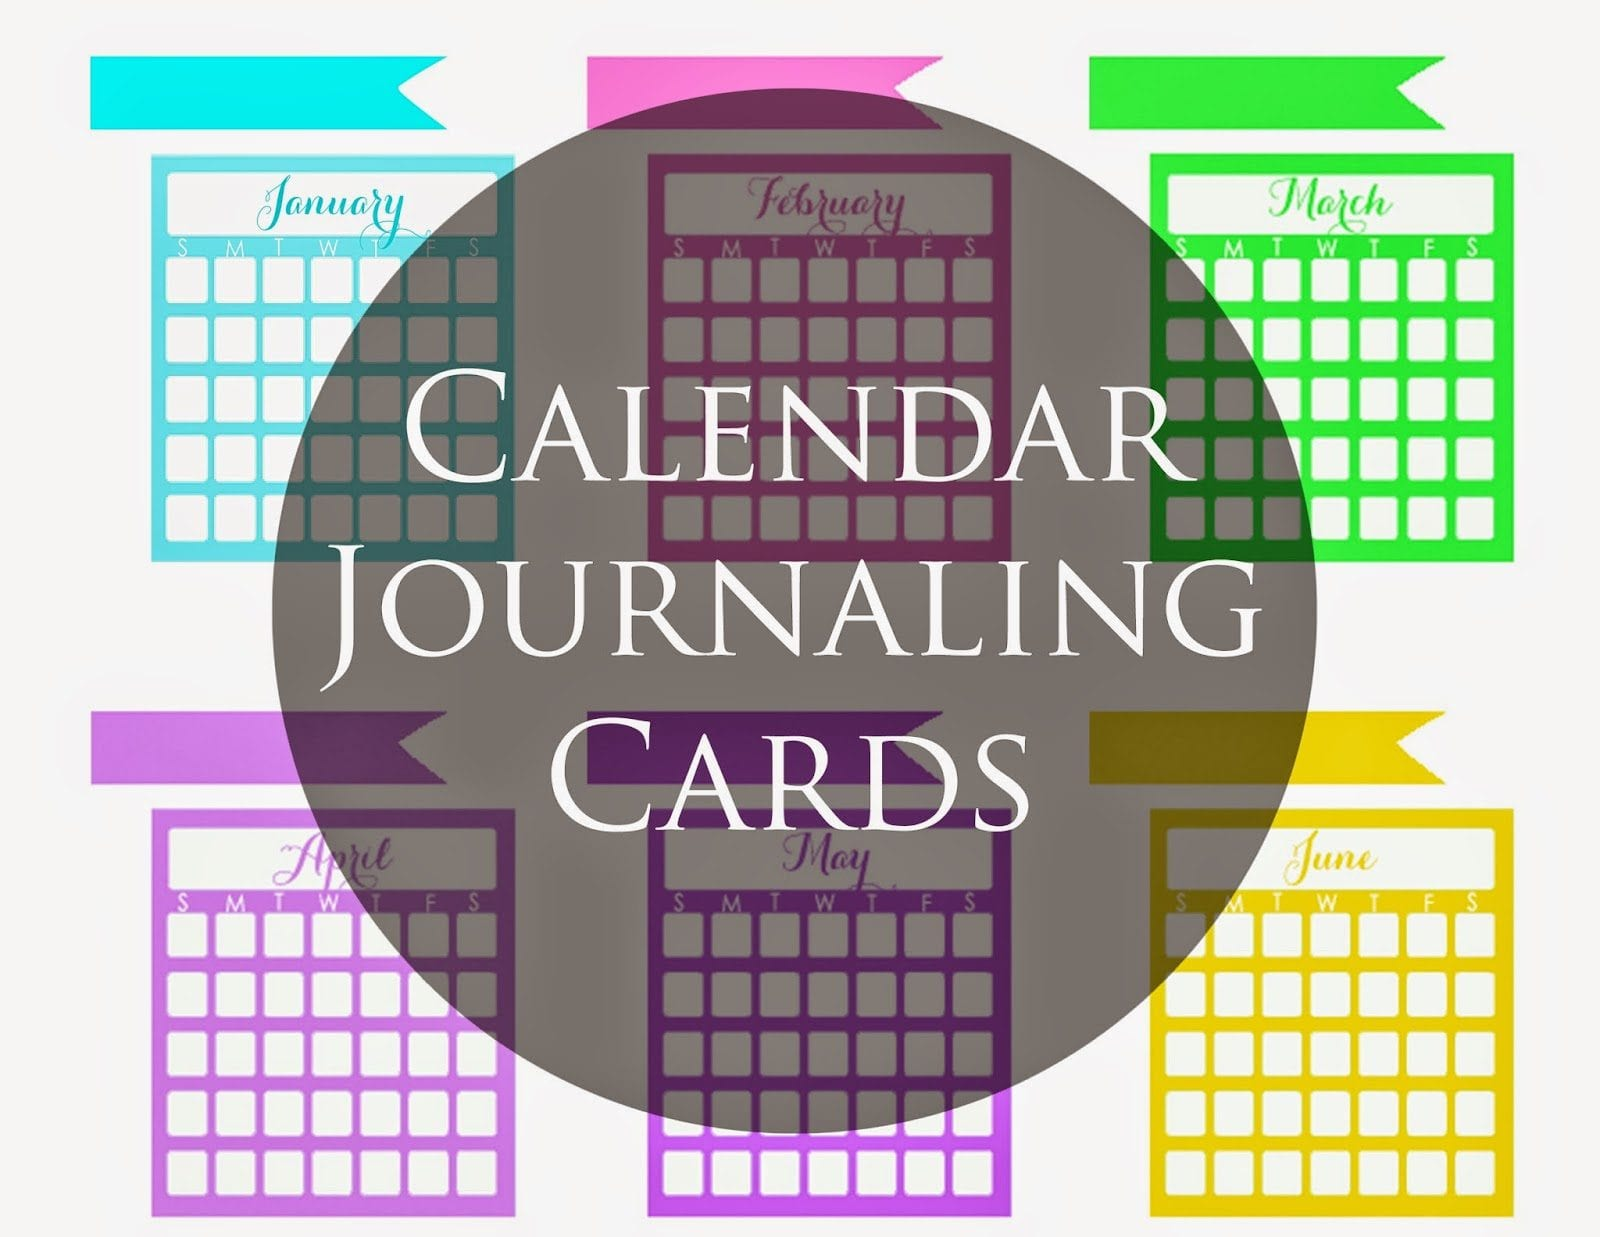 January February March
S M T W T F S S M T W T F S S M T W T F S
CALENDAR
JOURNALING
CARDS
April May June
S M T W T F S S M T W T F S S M T W T F S